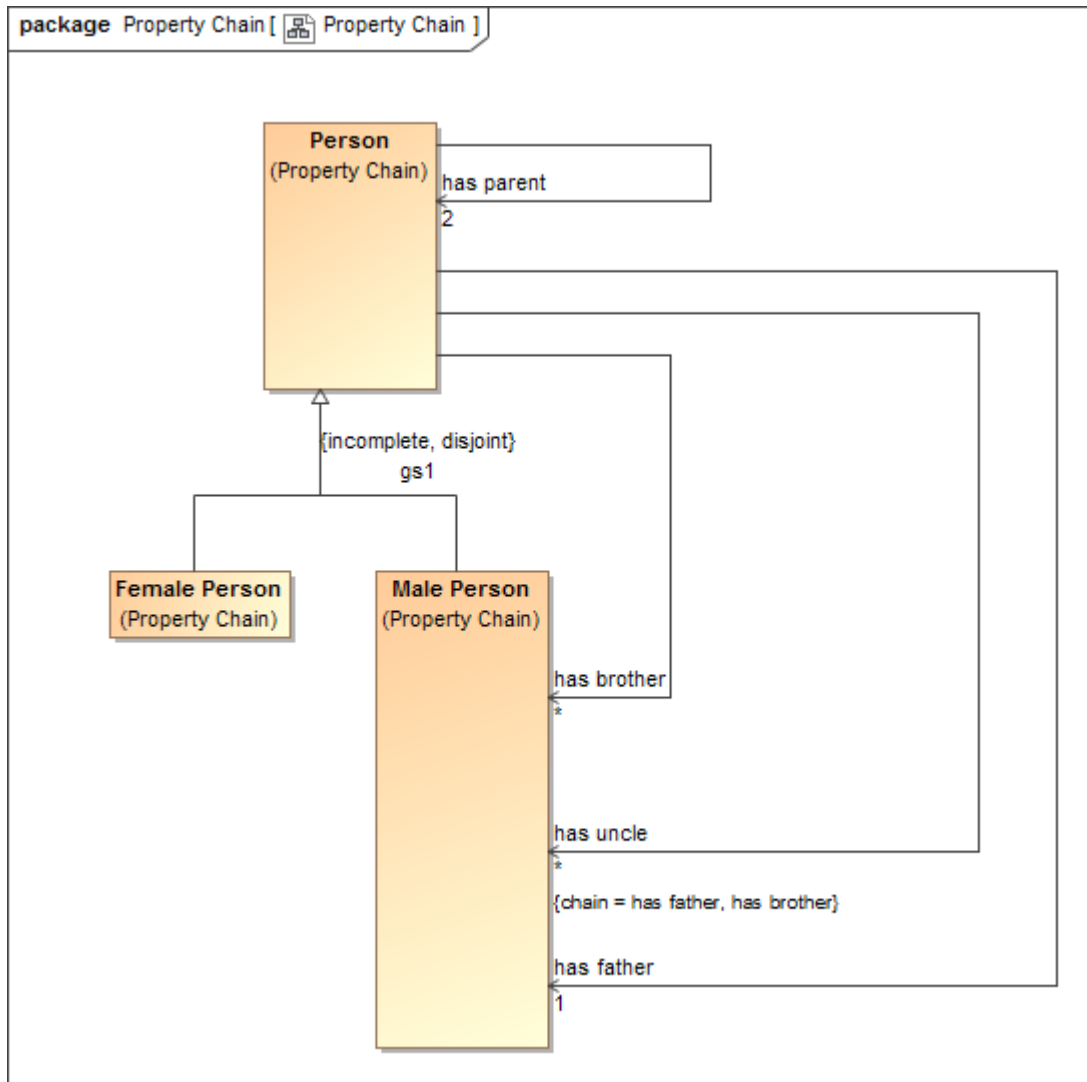 package Property Chain [ Property Chain ]
Person
(Property Chain)
has parent
2
{incomplete, disjoint}
gs1
Female Person
(Property Chain)
Male Person
(Property Chain)
has brother
*
has uncle
*
{chain = has father, has brother}
has father
1